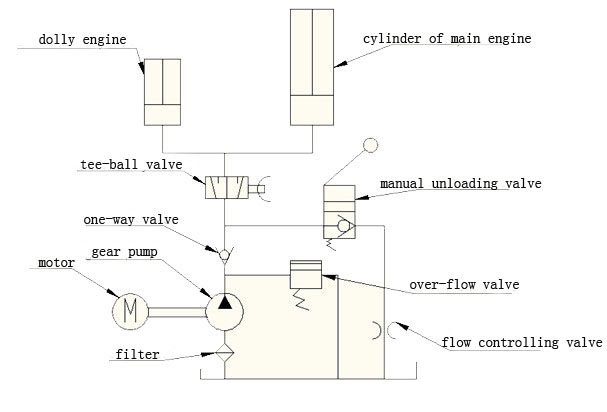 dolly engine
cylinder of main engine
tee-ball valve
manual unloading valve
one-way valve
gear pump
motor
M
over-flow valve
flow controlling valve
filter